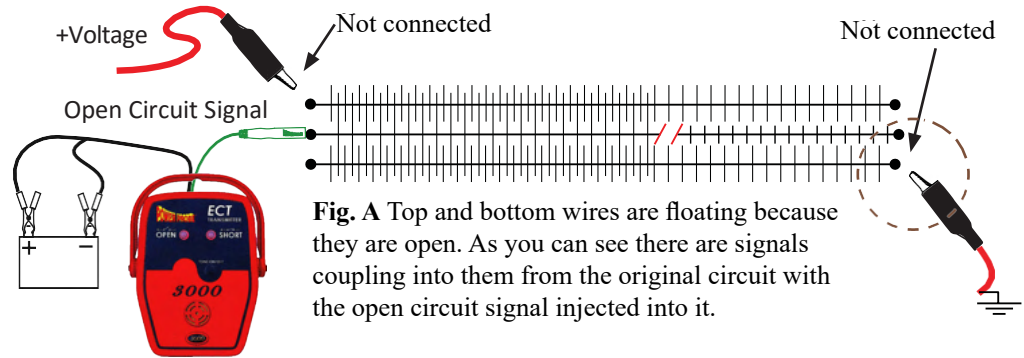 Not connected
+Voltage
Not connected
Open Circuit Signal
Fig. A Top and bottom wires are floating because
they are open. As you can see there are signals
coupling into them from the original circuit with
the open circuit signal injected into it.
+ −
ECT
TRANSMITTER
OPEN SHORT
3000